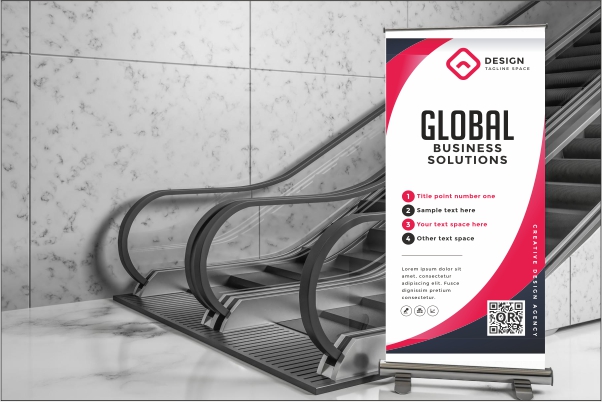 DESIGN
TAGLINE SPACE
GLOBAL
BUSINESS
SOLUTIONS
1 Title point number one
2 Sample text here
3 Your text space here
4 Other text space
Lorem ipsum dolor
sit amet,
consectetur
adipiscing elit.
Fusce dignissim
pretium
consectetur.
CREATIVE DESIGN AGENCY
QR